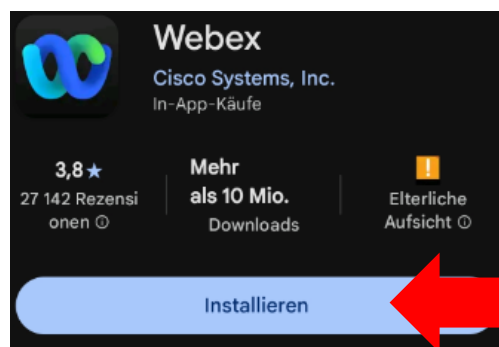 Webex
Cisco Systems, Inc.
In-App-Käufe
3,8★
27 142 Rezensi
onen ⓘ
Mehr
als 10 Mio.
Downloads
!
Elterliche
Aufsicht ⓘ
Installieren